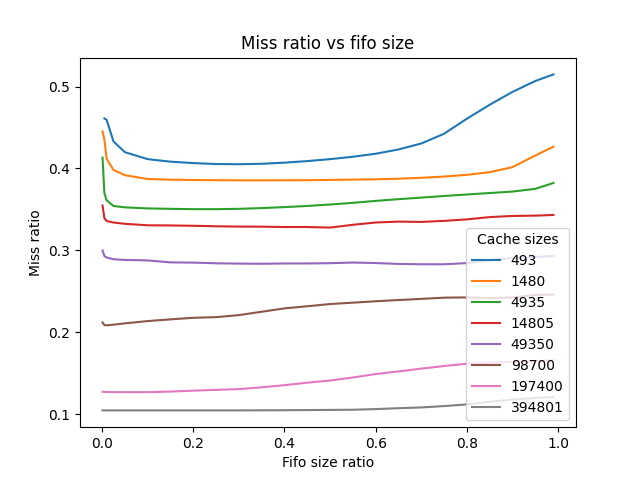 Miss ratio vs fifo size
Miss ratio
0.5
0.4
0.3
0.2
0.1
0.0 0.2 0.4 0.6 0.8 1.0
Fifo size ratio
Cache sizes
493
1480
4935
14805
49350
98700
197400
394801